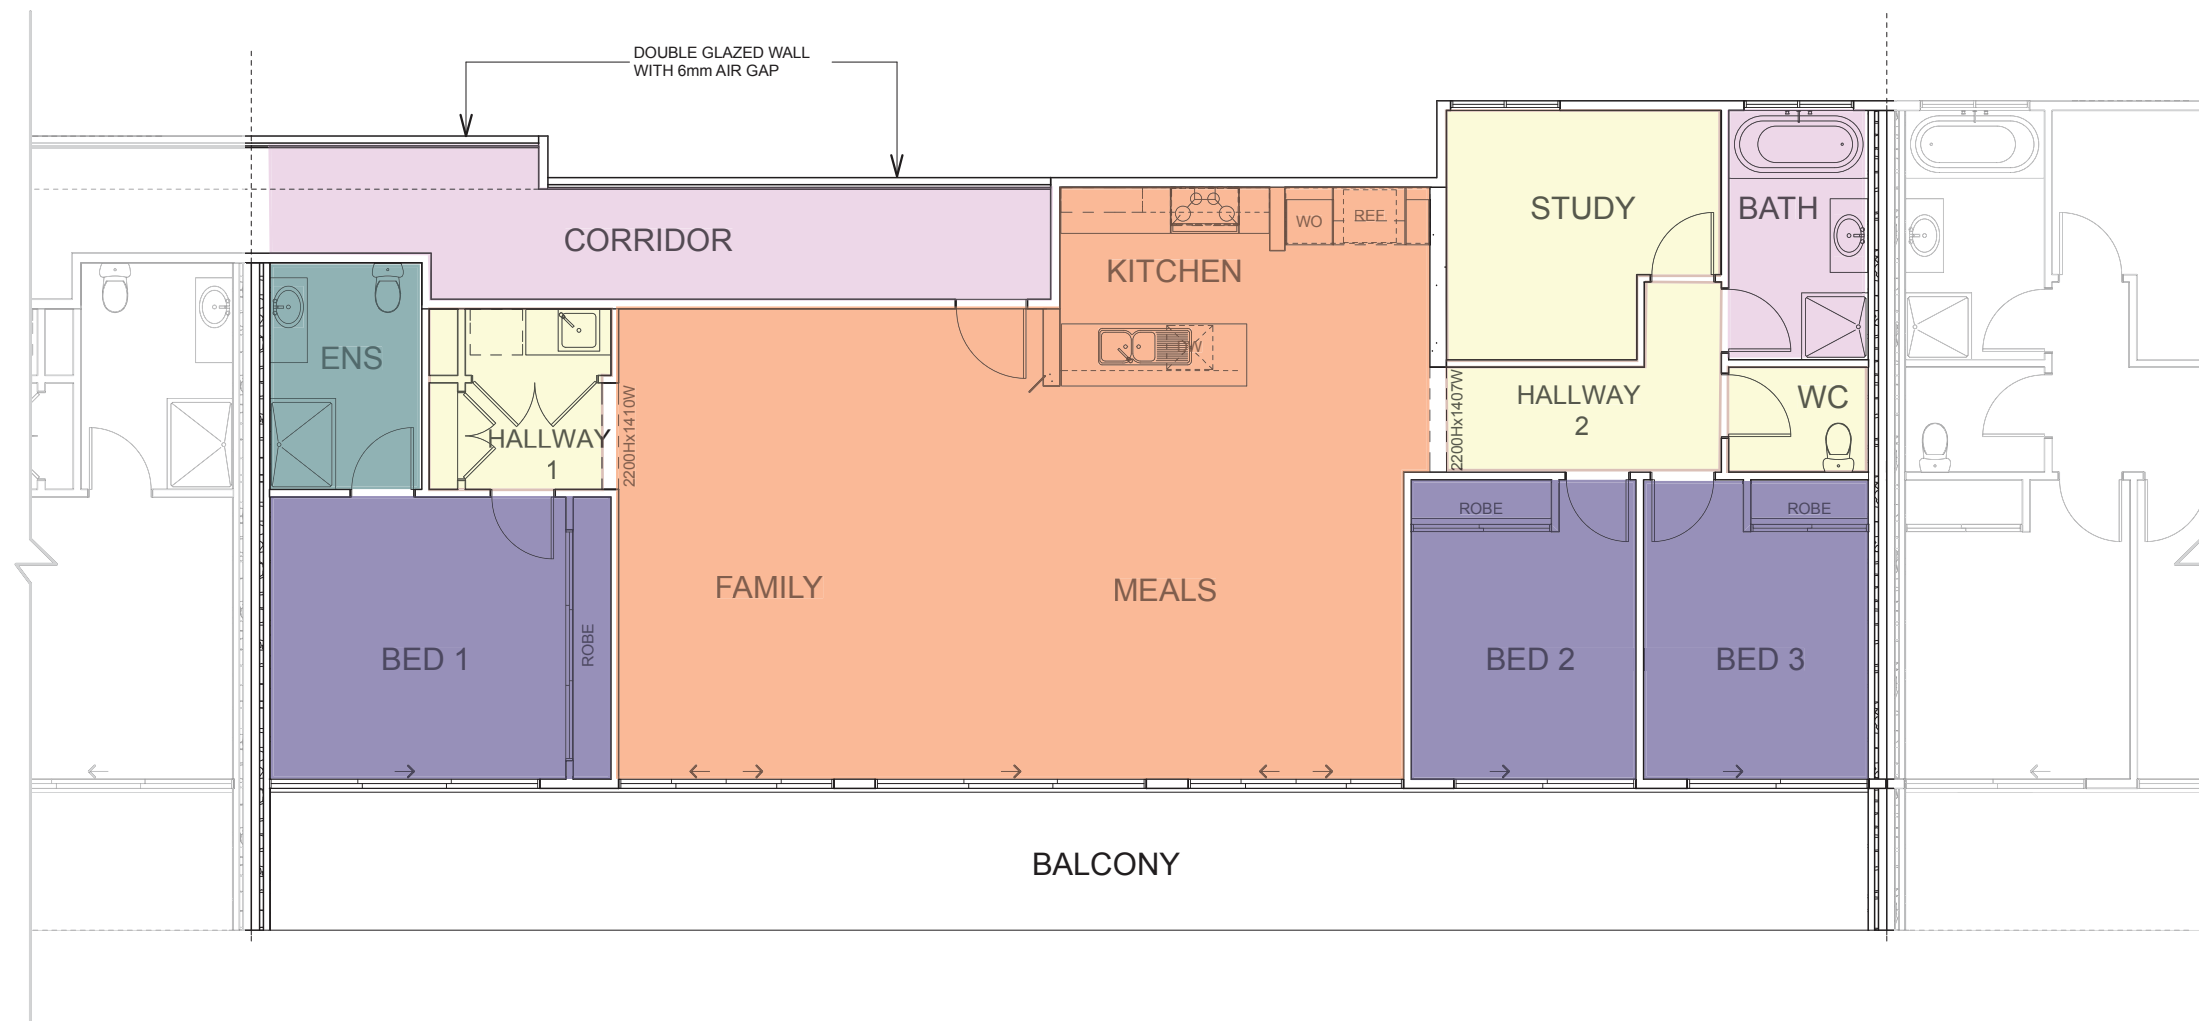 DOUBLE GLAZED WALL
WITH 6mm AIR GAP
CORRIDOR
STUDY
BATH
WO
REF
KITCHEN
ENS
DW
HALLWAY
1
2200Hx1410W
2200Hx1407W
HALLWAY
2
WC
FAMILY
MEALS
ROBE
ROBE
BED 1
ROBE
BED 2
BED 3
BALCONY